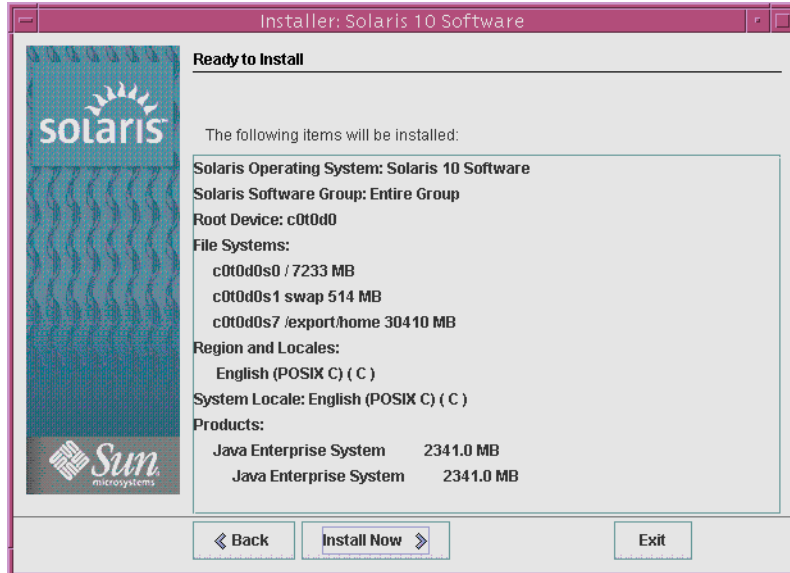 Installer: Solaris 10 Software
solaris
Ready to Install
The following items will be installed:
Solaris Operating System: Solaris 10 Software
Solaris Software Group: Entire Group
Root Device: c0t0d0
File Systems:
c0t0d0s0 / 7233 MB
c0t0d0s1 swap 514 MB
c0t0d0s7 /export/home 30410 MB
Region and Locales:
English (POSIX C) ( C )
System Locale: English (POSIX C) ( C )
Products:
Java Enterprise System 2341.0 MB
Java Enterprise System 2341.0 MB
Sun
microsystems
Back
Install Now
Exit